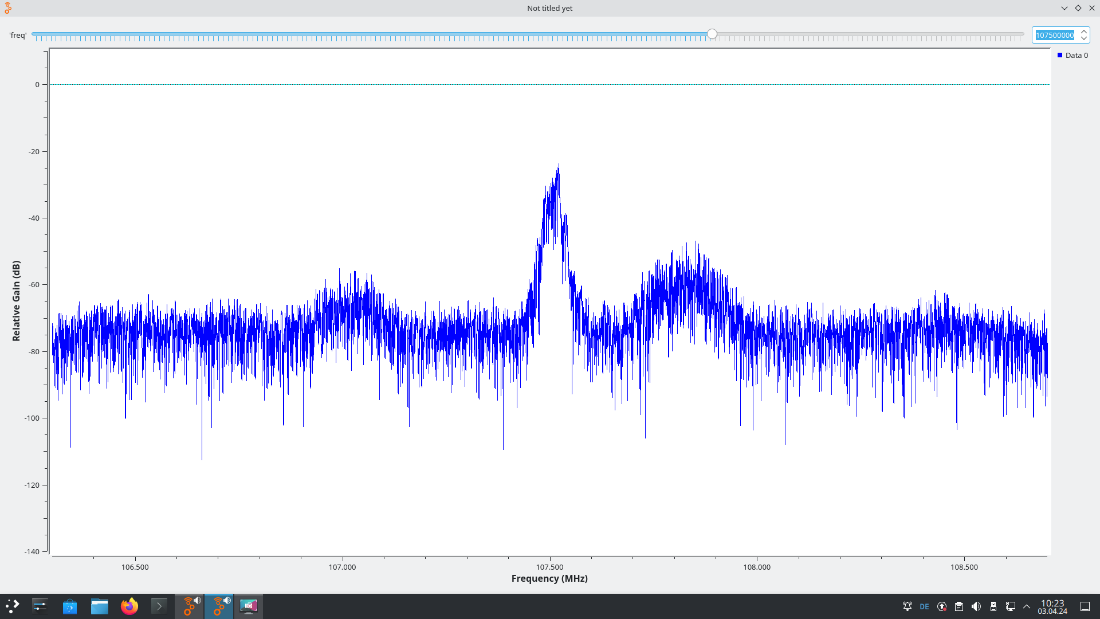 Not titled yet
freq'
107500000
Data 0
0
-20
-40
-60
-80
-100
-120
-140
Relative Gain (dB)
106.500
107.000
107.500
108.000
108.500
Frequency (MHz)
DE
10:23
03.04.24